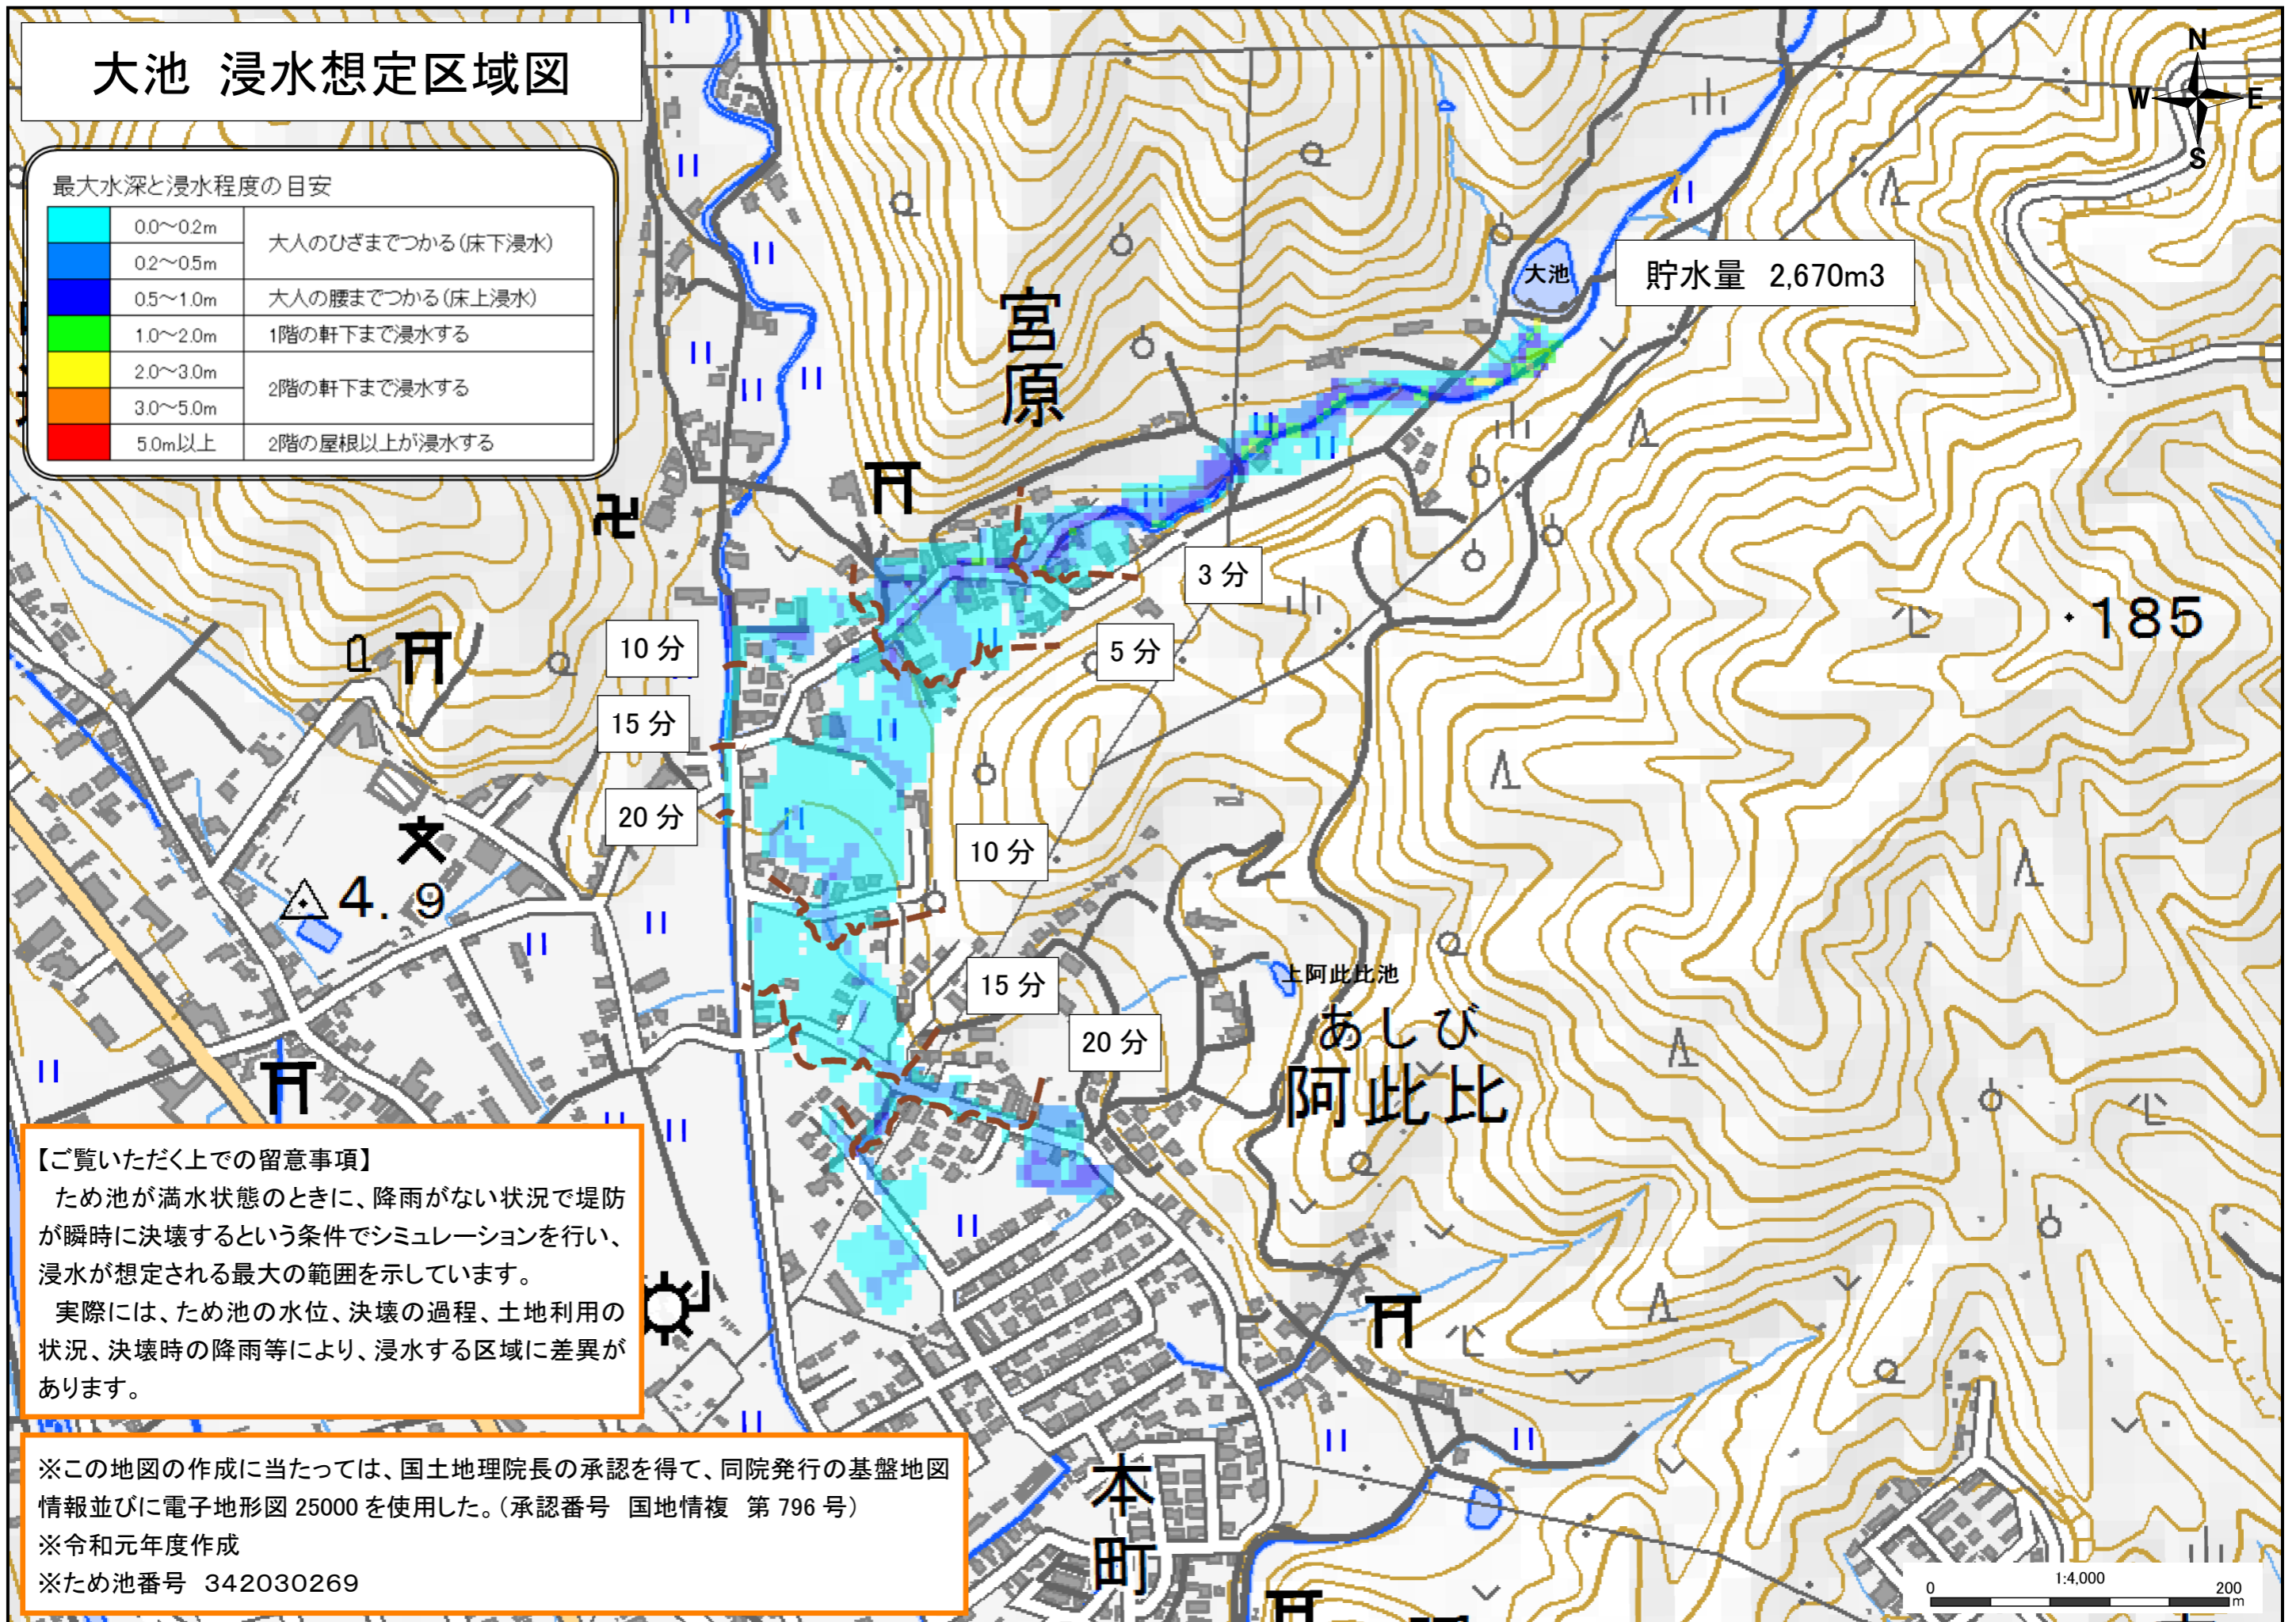 大池 浸水想定区域図
N
W
E
S
最大水深と浸水程度の目安
0.0～0.2m
大人のひざまでつかる(床下浸水)
0.2～0.5m
0.5～1.0m
大人の腰までつかる(床上浸水)
1.0～2.0m
1階の軒下まで浸水する
2.0～3.0m
2階の軒下まで浸水する
3.0～5.0m
5.0m以上
2階の屋根以上が浸水する
大池
貯水量 2,670m3
宮原
3 分
185
10 分
5 分
15 分
20 分
10 分
4.9
上阿此比池
15 分
あしび
20 分
阿此比
【ご覧いただく上での留意事項】
ため池が満水状態のときに、降雨がない状況で堤防
が瞬時に決壊するという条件でシミュレーションを行い、
浸水が想定される最大の範囲を示しています。
実際には、ため池の水位、決壊の過程、土地利用の
状況、決壊時の降雨等により、浸水する区域に差異が
あります。
※この地図の作成に当たっては、国土地理院長の承認を得て、同院発行の基盤地図
情報並びに電子地形図 25000 を使用した。（承認番号 国地情複 第 796 号）
※令和元年度作成
※ため池番号 342030269
本町
1:4,000
0
200
m